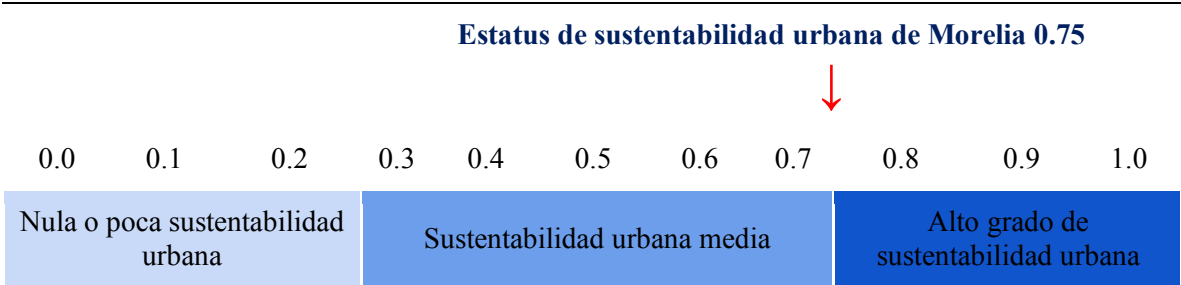 Estatus de sustentabilidad urbana de Morelia 0.75
0.0 0.1 0.2 0.3 0.4 0.5 0.6 0.7 0.8 0.9 1.0
Nula o poca sustentabilidad
urbana
Sustentabilidad urbana media
Alto grado de
sustentabilidad urbana